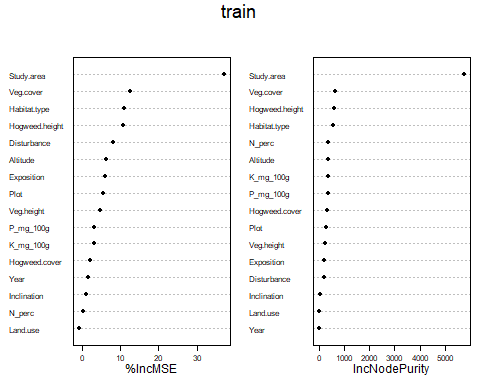 train
Study.area
Veg.cover
Habitat.type
Hogweed.height
Disturbance
Altitude
Exposition
Plot
Veg.height
P_mg_100g
K_mg_100g
Hogweed.cover
Year
Inclination
N_perc
Land.use
0 10 20 30
%IncMSE
Study.area
Veg.cover
Hogweed.height
Habitat.type
N_perc
Altitude
K_mg_100g
P_mg_100g
Hogweed.cover
Plot
Veg.height
Exposition
Disturbance
Inclination
Land.use
Year
0 1000 2000 3000 4000 5000
IncNodePurity